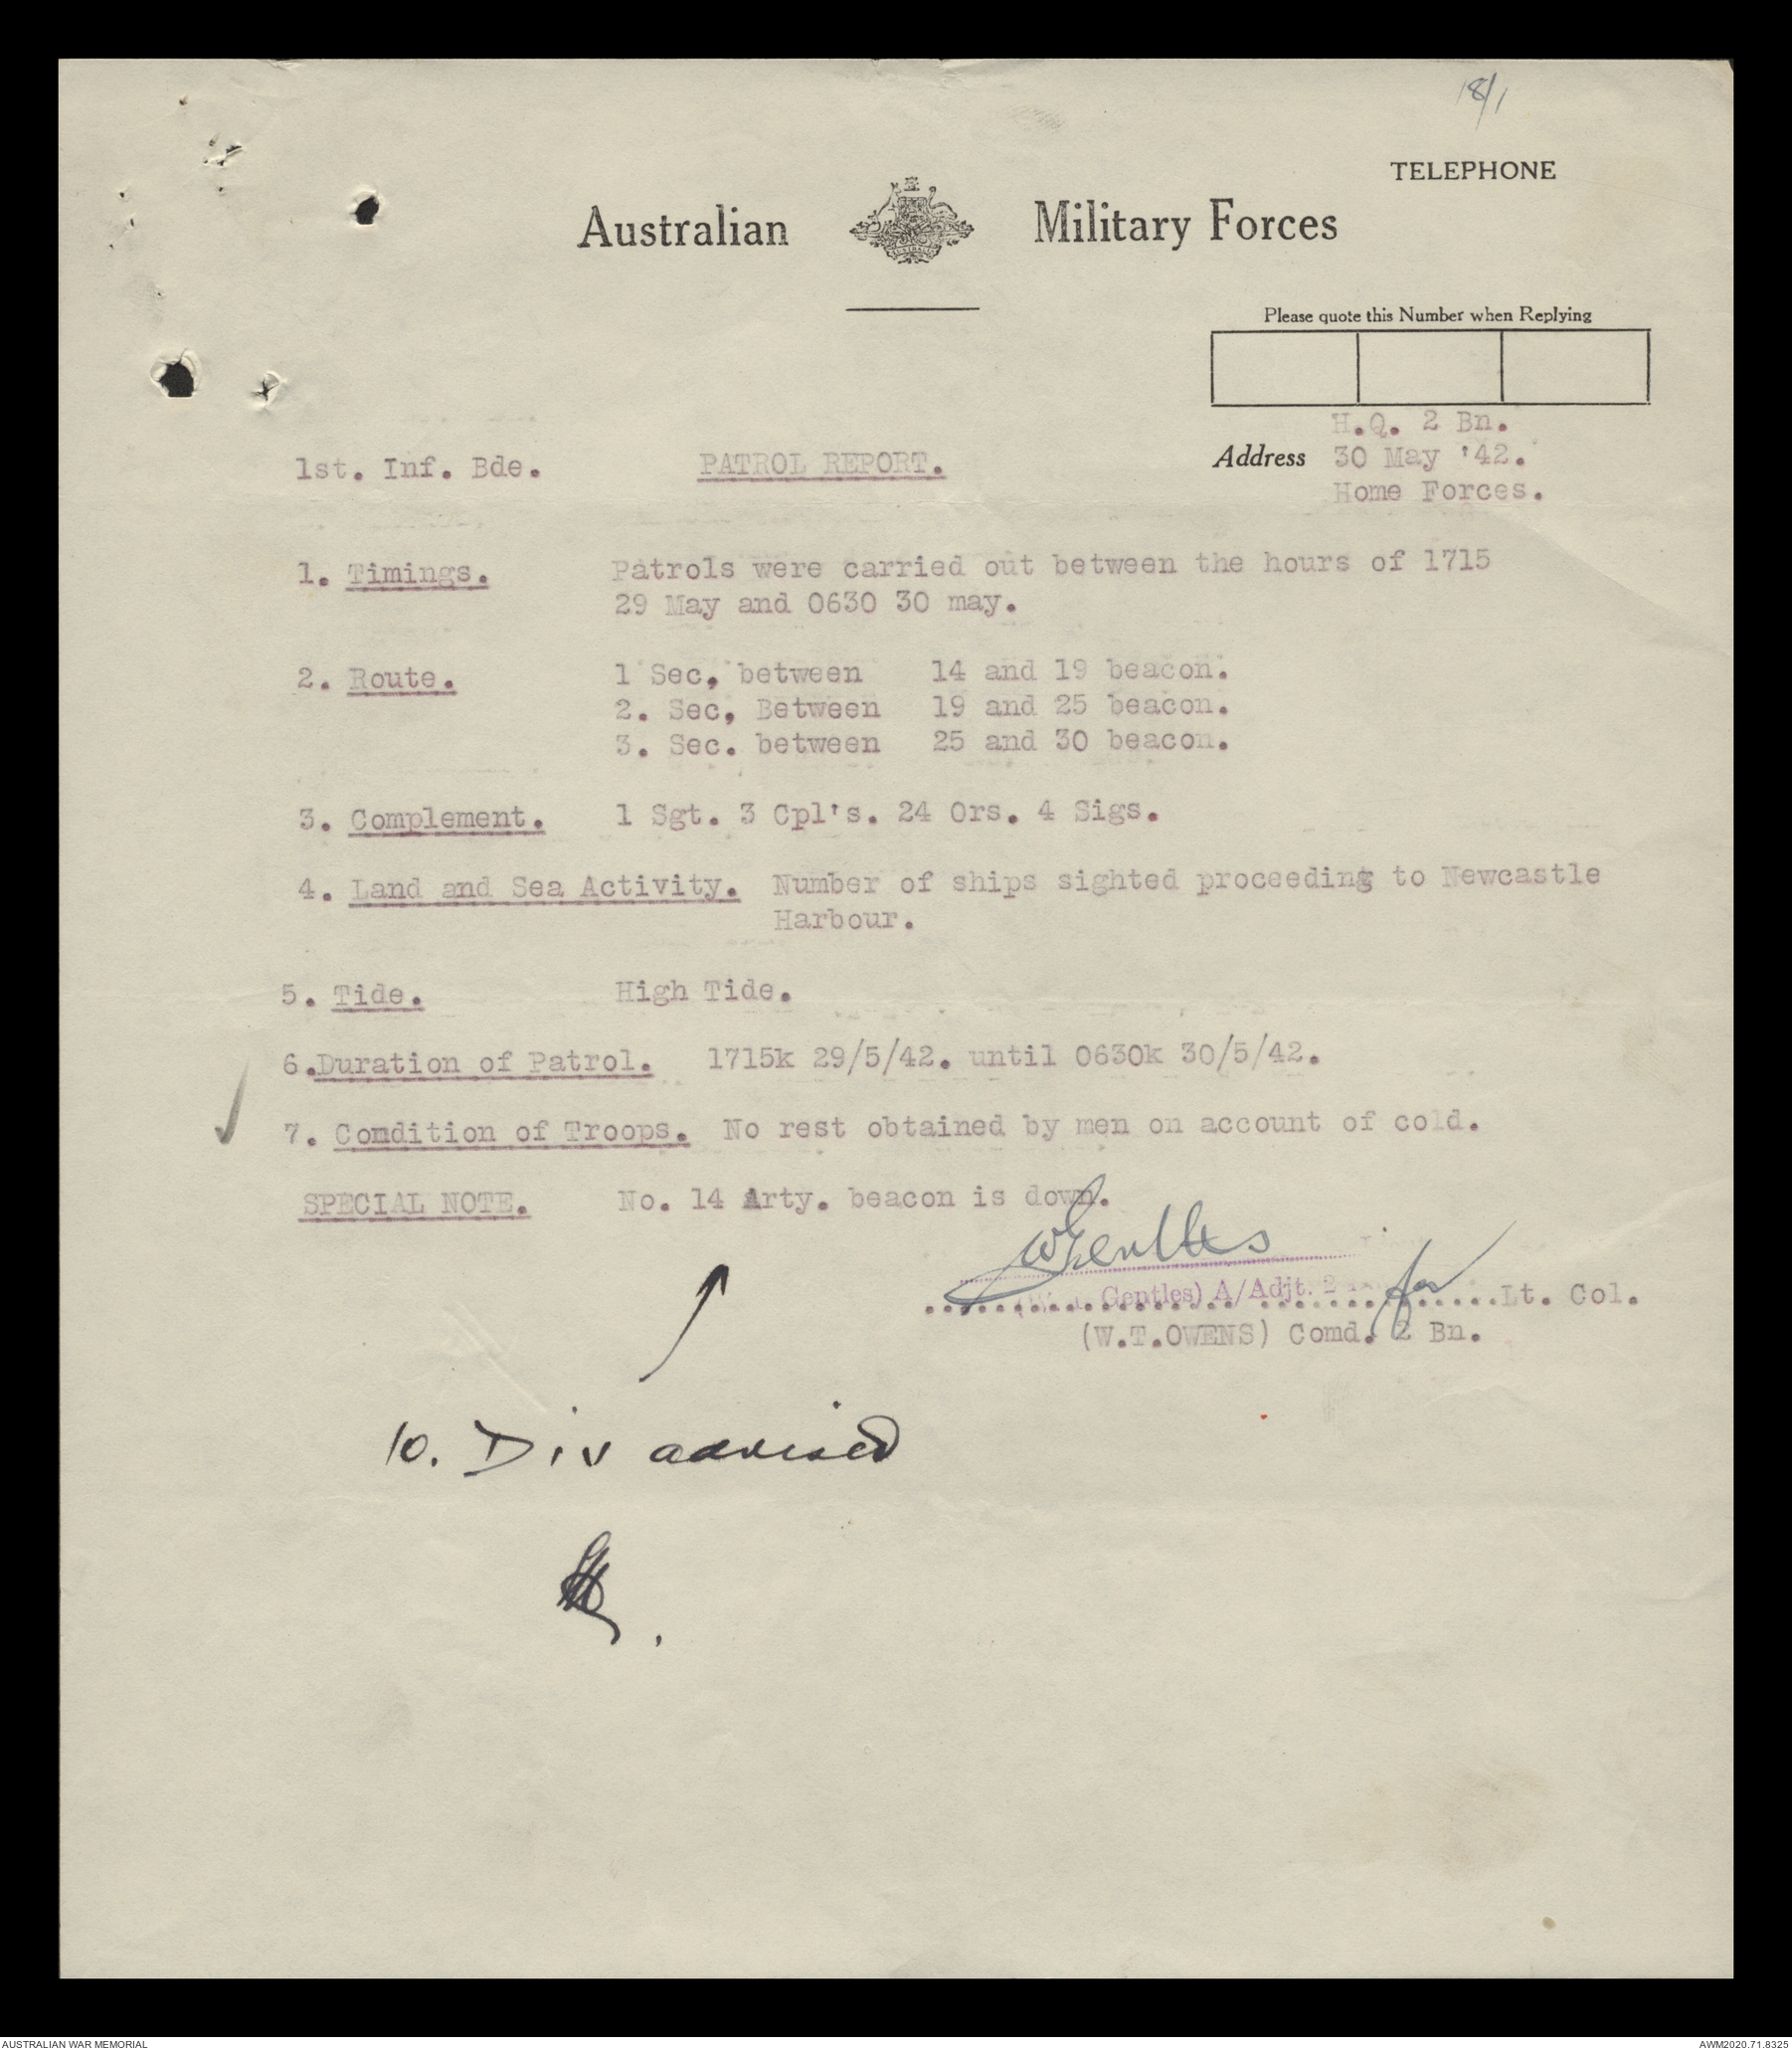 18/1
TELEPHONE
Australian Military Forces
Please quote this Number when Replying
H.Q. 2 Bn.
1st. Inf. Bde. PATROL REPORT. Address 30 May '42.
Home Forces.
1. Timings. Patrols were carried out between the hours of 1715
29 May and 0630 30 may.
2. Route. 1 Sec, between 14 and 19 beacon.
2. Sec, Between 19 and 25 beacon.
3. Sec. between 25 and 30 beacon.
3. Complement. 1 Sgt. 3 Cpl's. 24 Ors. 4 Sigs.
4. Land and Sea Activity. Number of ships sighted proceeding to Newcastle
Harbour.
5. Tide. High Tide.
6.Duration of Patrol. 1715k 29/5/42. until 0630k 30/5/42.
7. Comdition of Troops. No rest obtained by men on account of cold.
SPECIAL NOTE. No. 14 Arty. beacon is down.
WGentles
Gentles) A/Adjt. 2 for Lt. Col.
(W.T.OWENS) Comd. 2 Bn.
10. Div advised
AUSTRALIAN WAR MEMORIAL AWM2020.71.8325